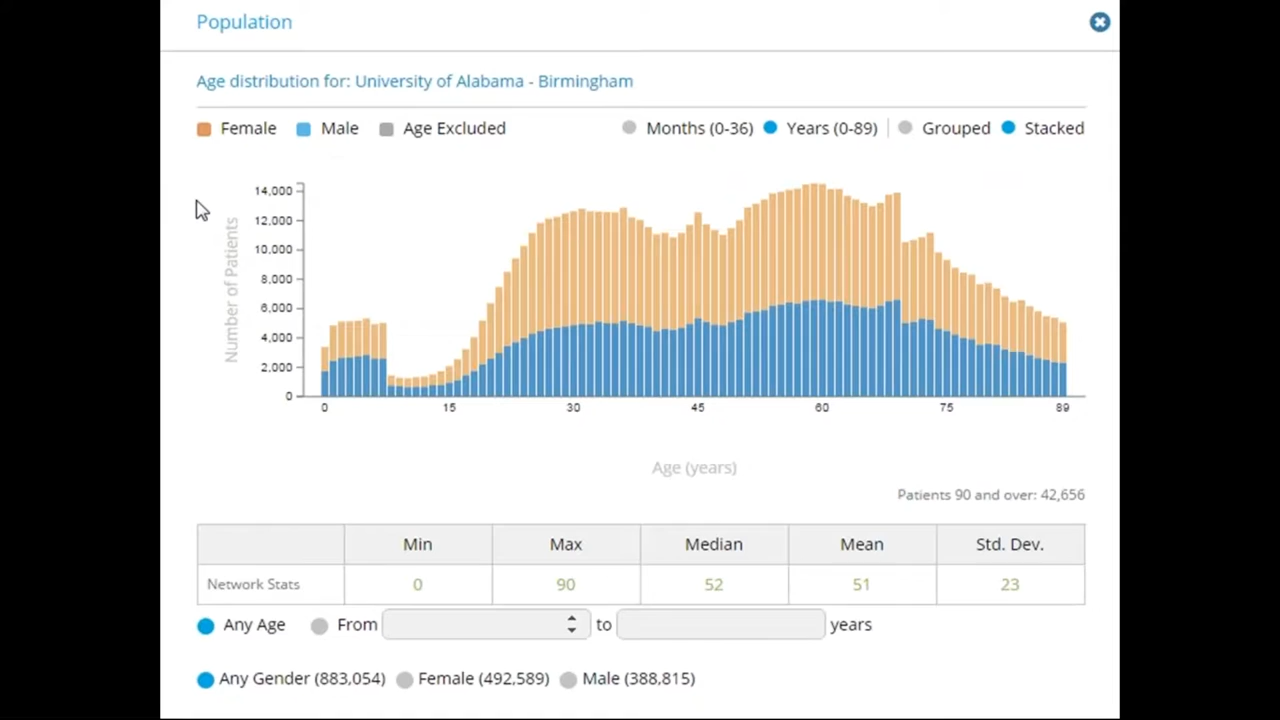 Population
Age distribution for: University of Alabama - Birmingham
Female Male Age Excluded Months (0-36) Years (0-89) Grouped Stacked
Number of Patients
14,000
12,000
10,000
8,000
6,000
4,000
2,000
0
0 15 30 45 60 75 89
Age (years)
Patients 90 and over: 42,656
Min Max Median Mean Std. Dev.
Network Stats 0 90 52 51 23
Any Age From to years
Any Gender (883,054) Female (492,589) Male (388,815)